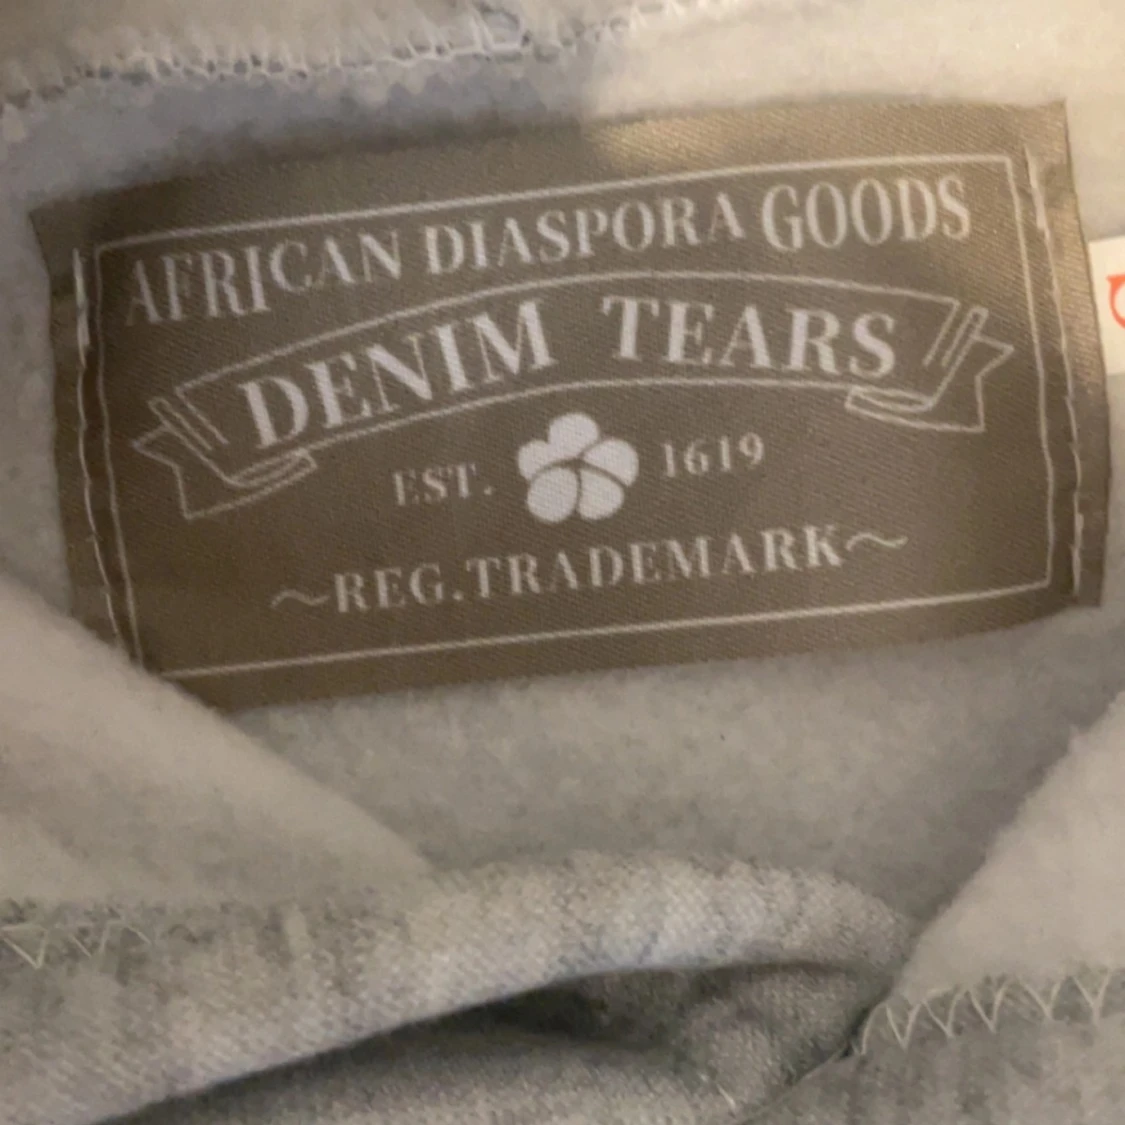 AFRICAN DIASPORA GOODS
DENIM TEARS
EST. 1619
~REG.TRADEMARK~